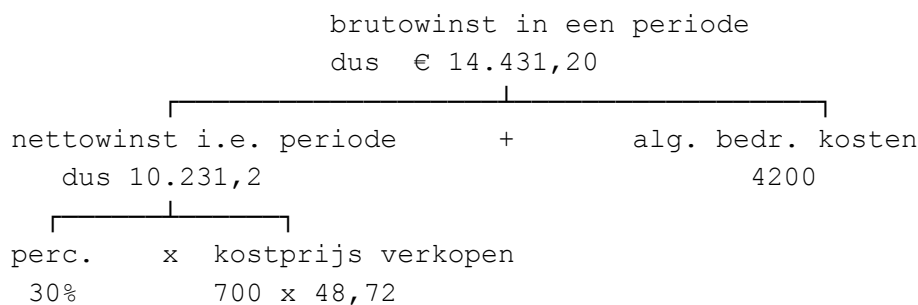 brutowinst in een periode
dus € 14.431,20
nettowinst i.e. periode + alg. bedr. kosten
dus 10.231,2 4200
perc. x kostprijs verkopen
30% 700 x 48,72